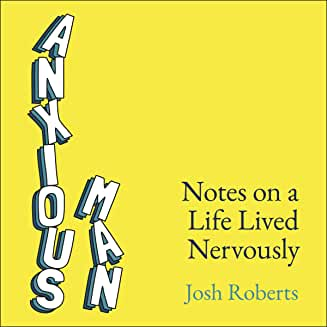 ANXIOUS
MAN
Notes on a
Life Lived
Nervously
Josh Roberts